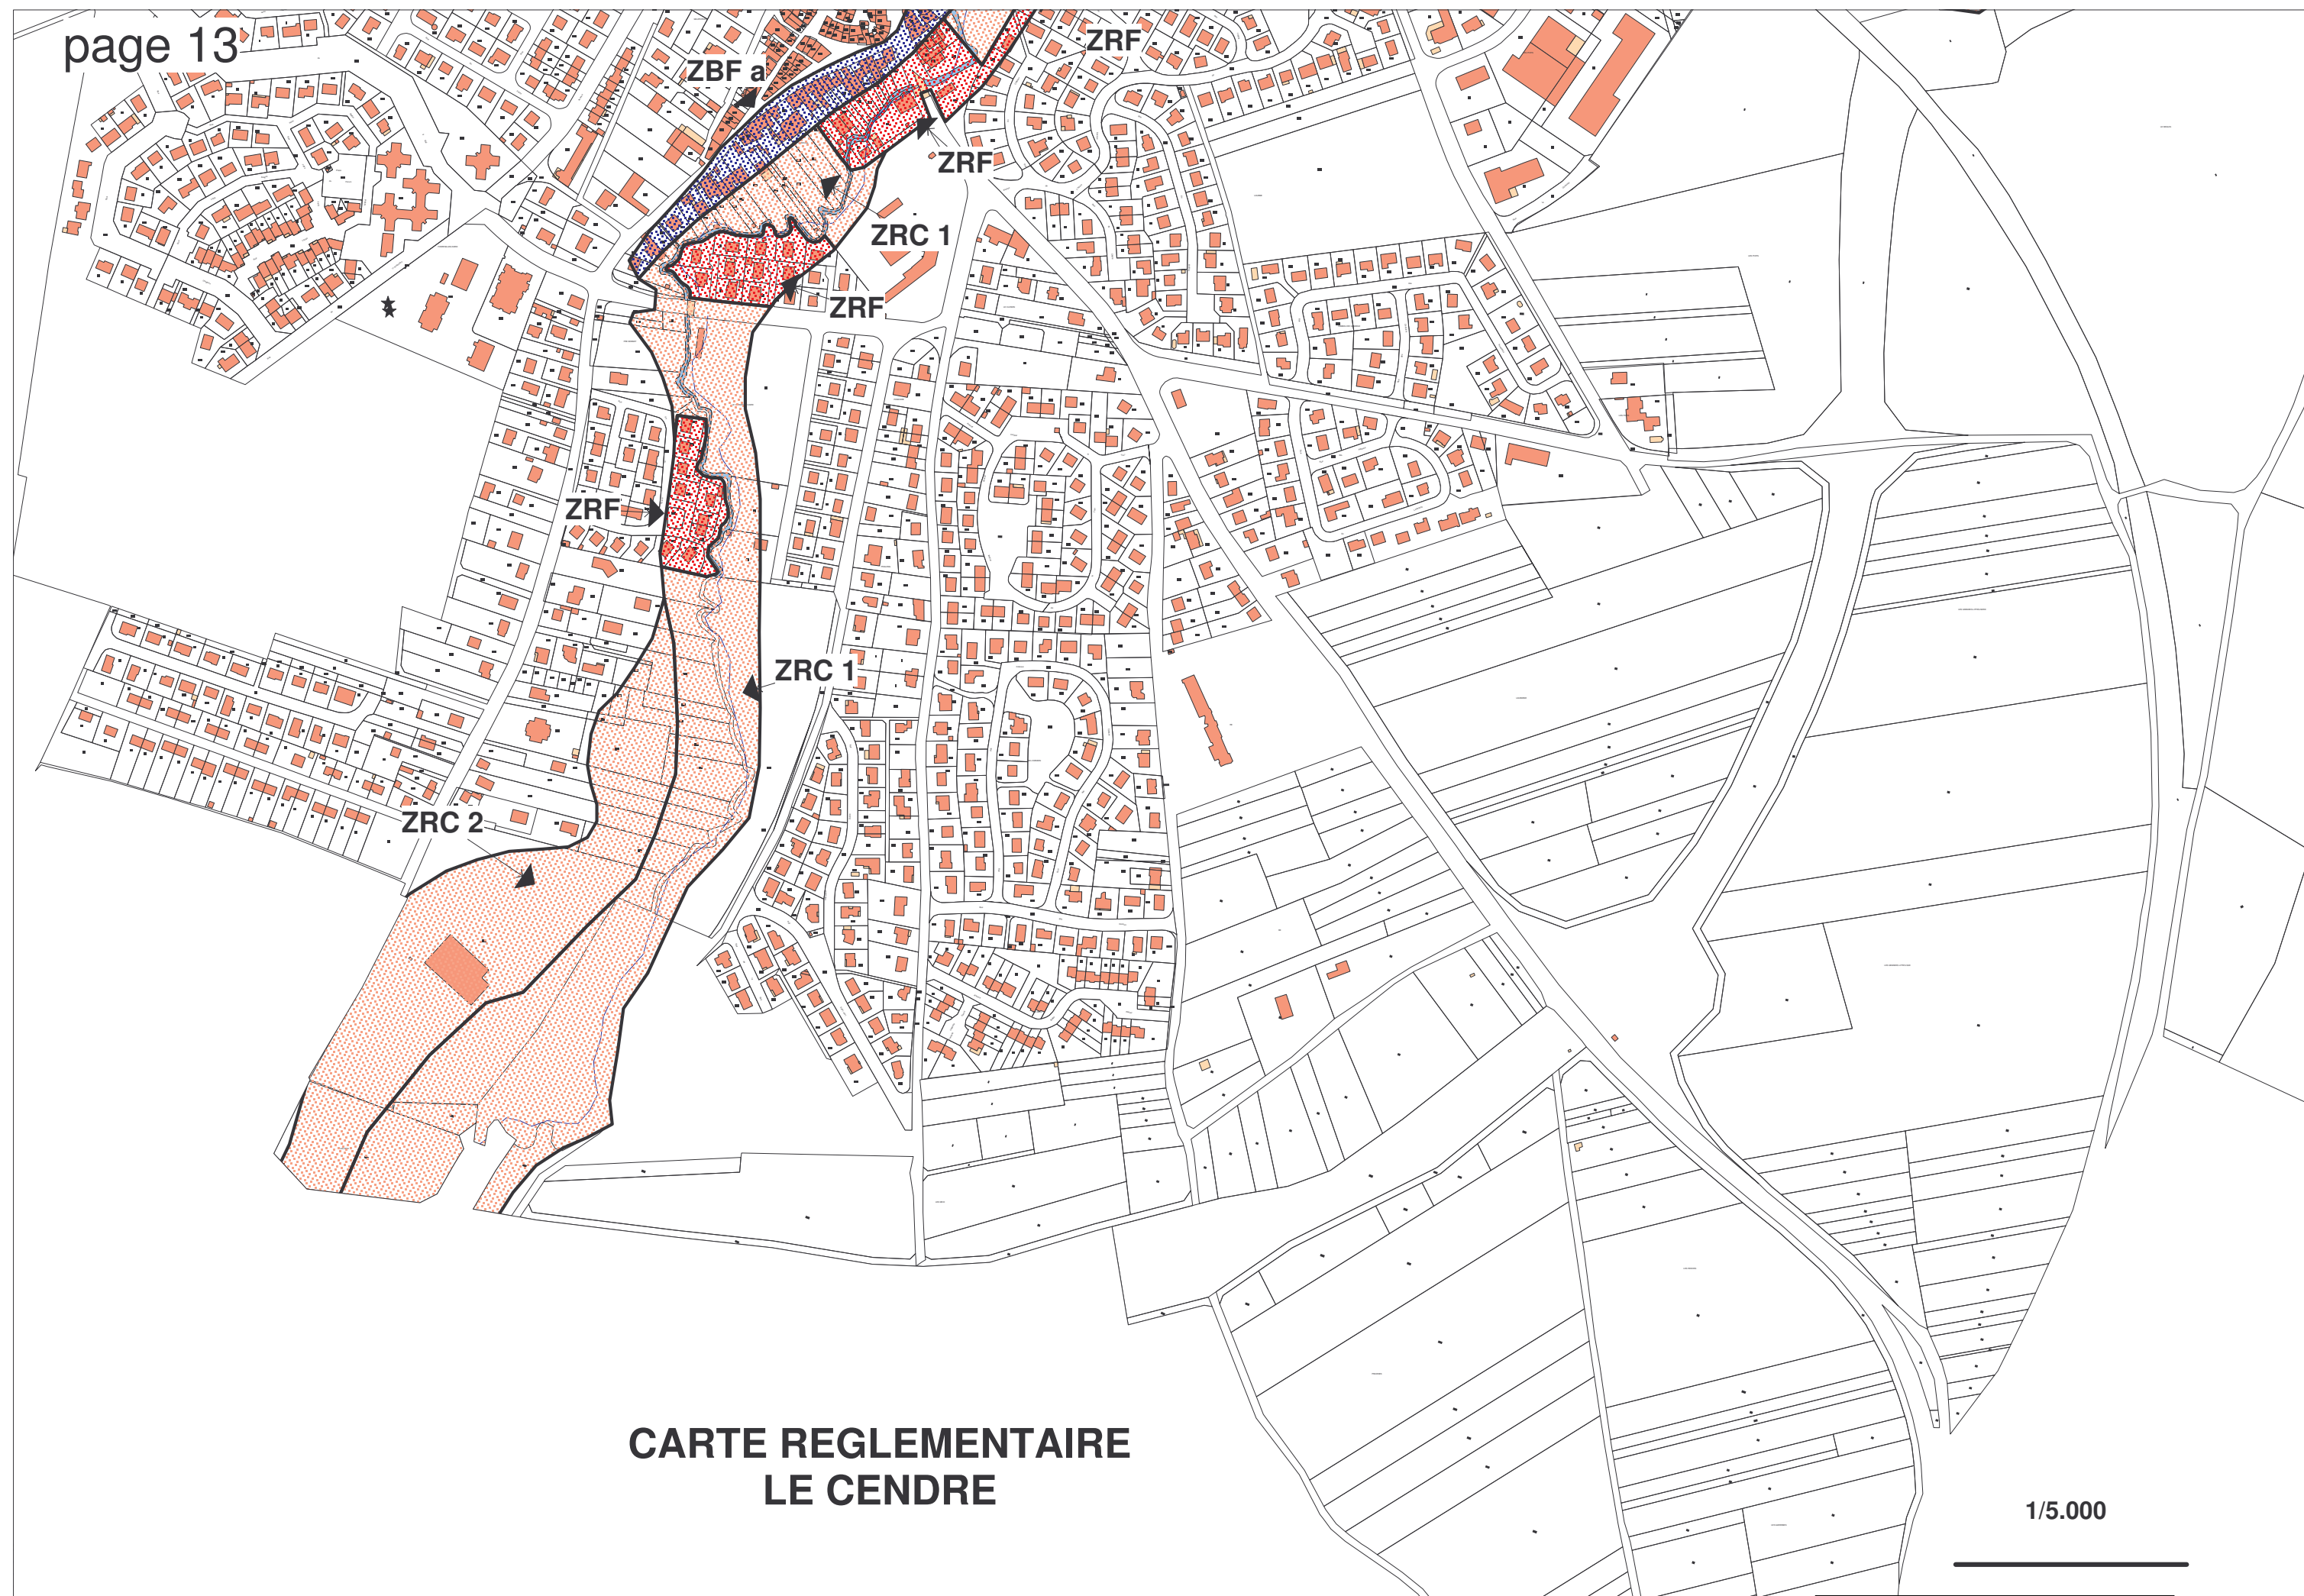 page 13
ZRF
ZBF a
ZRF
ZRC 1
ZRF
ZRF
ZRC 1
ZRC 2
CARTE REGLEMENTAIRE
LE CENDRE
1/5.000